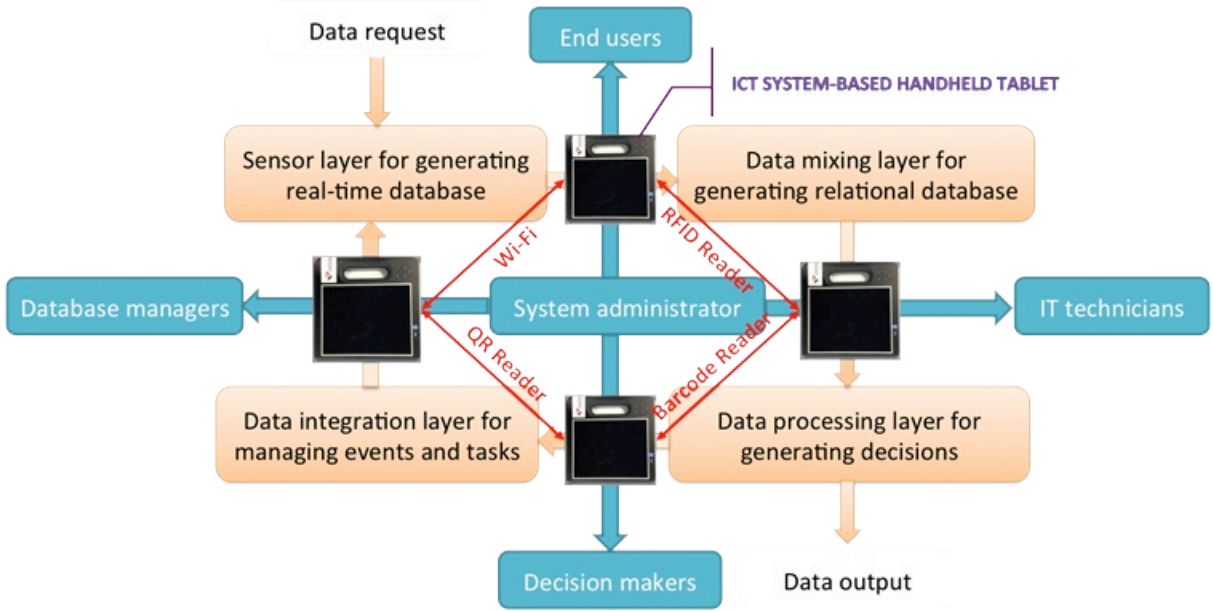 Data request
End users
ICT SYSTEM-BASED HANDHELD TABLET
Sensor layer for generating
real-time database
Data mixing layer for
generating relational database
Wi-Fi
RFID Reader
Database managers
System administrator
IT technicians
QR Reader
Barcode Reader
Data integration layer for
managing events and tasks
Data processing layer for
generating decisions
Decision makers
Data output